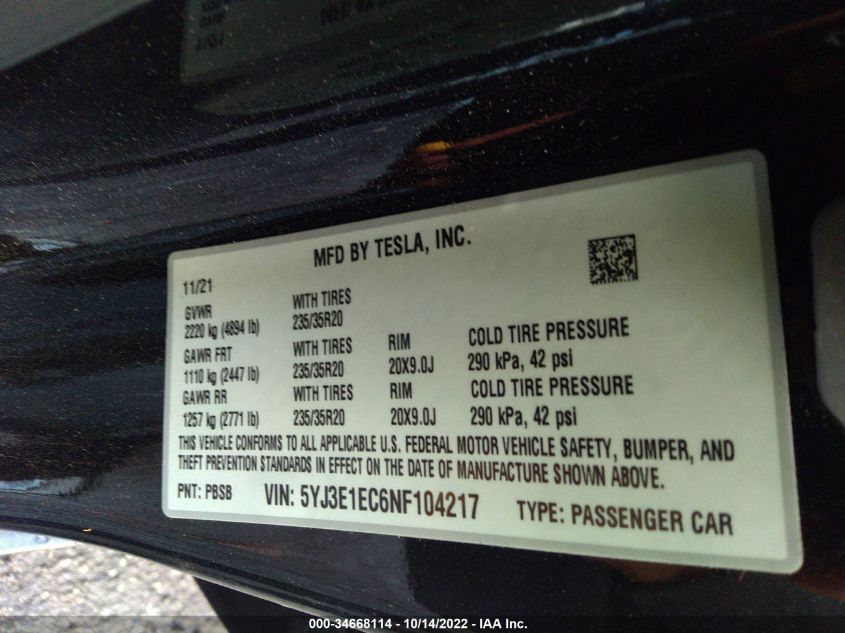 MFD BY TESLA, INC.
11/21
GVWR WITH TIRES
2220 kg (4894 lb) 235/35R20
GAWR FRT WITH TIRES RIM COLD TIRE PRESSURE
1110 kg (2447 lb) 235/35R20 20X9.0J 290 kPa, 42 psi
GAWR RR WITH TIRES RIM COLD TIRE PRESSURE
1257 kg (2771 lb) 235/35R20 20X9.0J 290 kPa, 42 psi
THIS VEHICLE CONFORMS TO ALL APPLICABLE U.S. FEDERAL MOTOR VEHICLE SAFETY, BUMPER, AND
THEFT PREVENTION STANDARDS IN EFFECT ON THE DATE OF MANUFACTURE SHOWN ABOVE.
PNT: PBSB VIN: 5YJ3E1EC6NF104217 TYPE: PASSENGER CAR
000-34668114 - 10/14/2022 - IAA Inc.